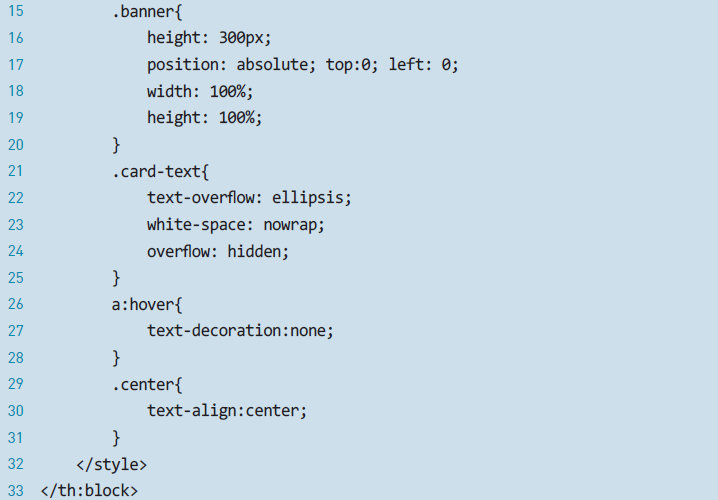 15 .banner{
16 height: 300px;
17 position: absolute; top:0; left: 0;
18 width: 100%;
19 height: 100%;
20 }
21 .card-text{
22 text-overflow: ellipsis;
23 white-space: nowrap;
24 overflow: hidden;
25 }
26 a:hover{
27 text-decoration:none;
28 }
29 .center{
30 text-align:center;
31 }
32 </style>
33 </th:block>